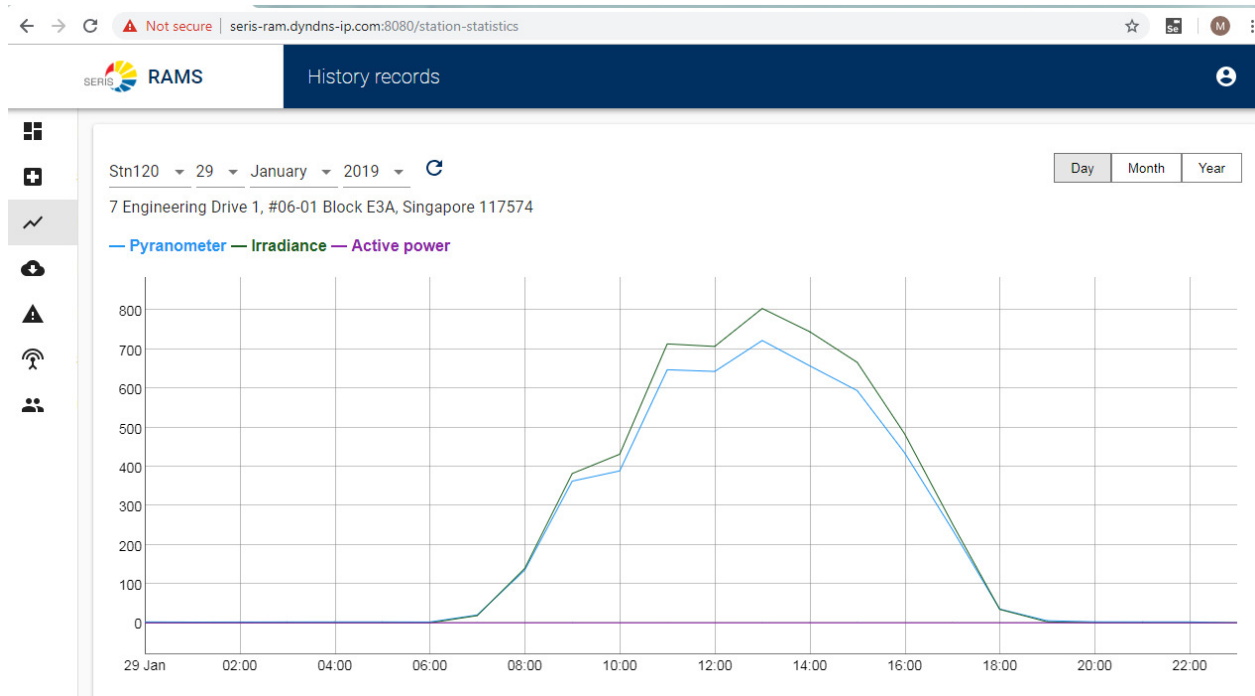 Not secure | seris-ram.dyndns-ip.com:8080/station-statistics
Se
M
SERIS RAMS
History records
Stn120 29 January 2019
Day Month Year
7 Engineering Drive 1, #06-01 Block E3A, Singapore 117574
— Pyranometer — Irradiance — Active power
800
700
600
500
400
300
200
100
0
29 Jan 02:00 04:00 06:00 08:00 10:00 12:00 14:00 16:00 18:00 20:00 22:00